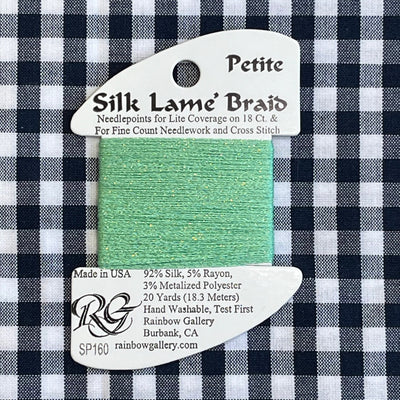 Petite
Silk Lamé Braid
Needlepoints for Lite Coverage on 18 Ct. &
For Fine Count Needlework and Cross Stitch
Made in USA
92% Silk, 5% Rayon,
3% Metalized Polyester
20 Yards (18.3 Meters)
Hand Washable, Test First
Rainbow Gallery
Burbank, CA
rainbowgallery.com
RG
SP160